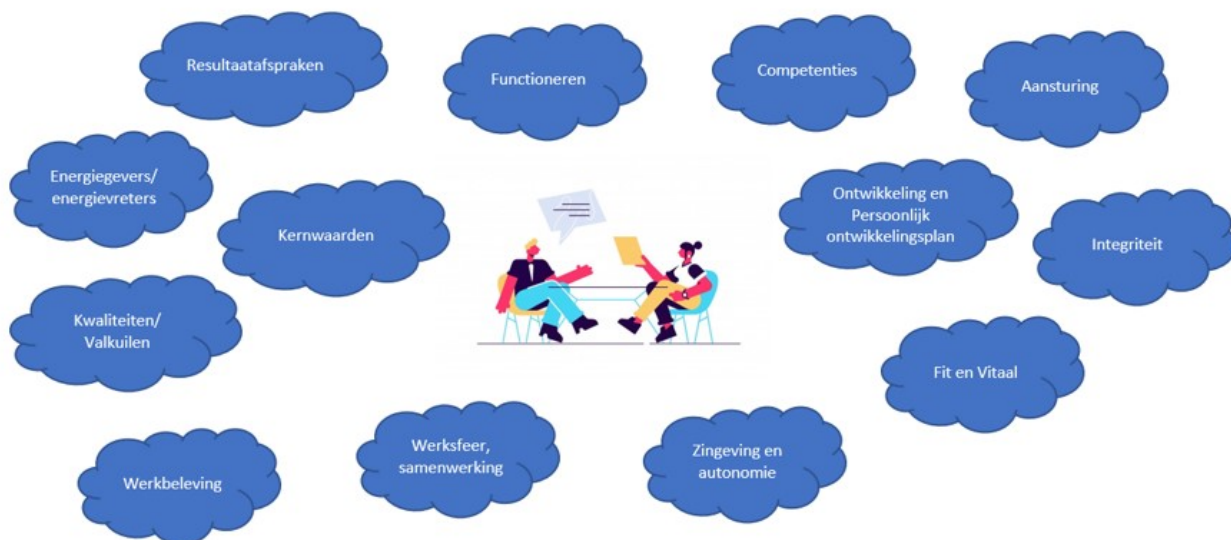 Resultaatafspraken
Functioneren
Competenties
Aansturing
Energiegevers/
energievreters
Kernwaarden
Ontwikkeling en
Persoonlijk
ontwikkelingsplan
Integriteit
Kwaliteiten/
Valkuilen
Fit en Vitaal
Werkbeleving
Werksfeer,
samenwerking
Zingeving en
autonomie